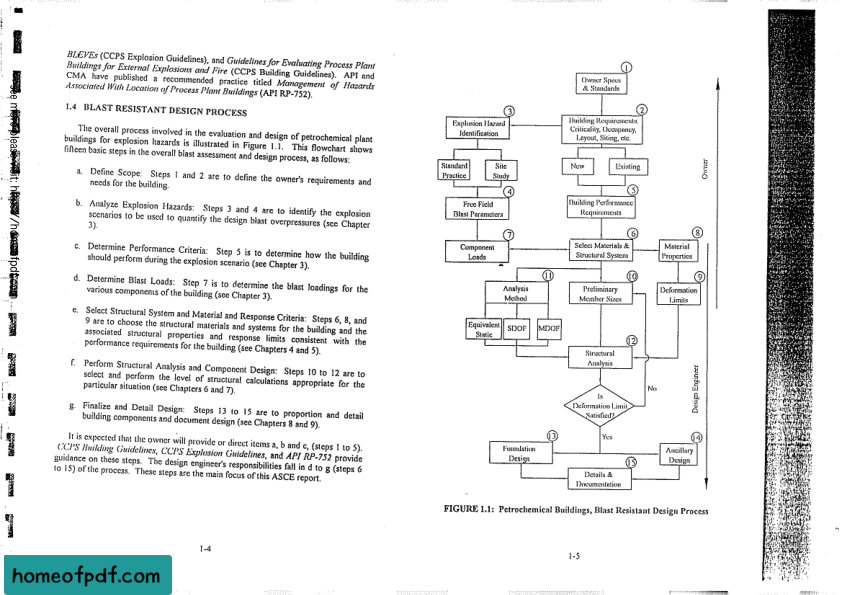 BLEVEs (CCPS Explosion Guidelines), and Guidelines for Evaluating Process Plant
Buildings for External Explosions and Fire (CCPS Building Guidelines). API and
CMA have published a recommended practice titled Management of Hazards
Associated With Location of Process Plant Buildings (API RP-752).
1.4 BLAST RESISTANT DESIGN PROCESS
The overall process involved in the evaluation and design of petrochemical plant
buildings for explosion hazards is illustrated in Figure 1.1. This flowchart shows
fifteen basic steps in the overall blast assessment and design process, as follows:
a. Define Scope: Steps 1 and 2 are to define the owner's requirements and
needs for the building.
b. Analyze Explosion Hazards: Steps 3 and 4 are to identify the explosion
scenarios to be used to quantify the design blast overpressures (see Chapter
3).
c. Determine Performance Criteria: Step 5 is to determine how the building
should perform during the explosion scenario (see Chapter 3).
d. Determine Blast Loads: Step 7 is to determine the blast loadings for the
various components of the building (see Chapter 3).
e. Select Structural System and Material and Response Criteria: Steps 6, 8, and
9 are to choose the structural materials and systems for the building and the
associated structural properties and response limits consistent with the
performance requirements for the building (see Chapters 4 and 5).
f. Perform Structural Analysis and Component Design: Steps 10 to 12 are to
select and perform the level of structural calculations appropriate for the
particular situation (see Chapters 6 and 7).
g. Finalize and Detail Design: Steps 13 to 15 are to proportion and detail
building components and document design (see Chapters 8 and 9).
It is expected that the owner will provide or direct items a, b and c, (steps 1 to 5).
CCPS Building Guidelines, CCPS Explosion Guidelines, and API RP-752 provide
guidance on these steps. The design engineer's responsibilities fall in d to g (steps 6
to 15) of the process. These steps are the main focus of this ASCE report.
1-4
1
Owner Specs
& Standards
2
Building Requirements:
Criticality, Occupancy,
Layout, Siting, etc.
3
Explosion Hazard
Identification
Standard
Practice
Site
Study
New
Existing
4
Free Field
Blast Parameters
5
Building Performance
Requirements
Owner
6
Select Materials &
Structural System
7
Component
Loads
8
Material
Properties
9
Deformation
Limits
10
Preliminary
Member Sizes
11
Analysis
Method
Equivalent
Static
SDOF
MDOF
12
Structural
Analysis
Is
Deformation Limit
Satisfied?
No
Yes
Design Engineer
13
Foundation
Design
14
Ancillary
Design
15
Details &
Documentation
FIGURE 1.1: Petrochemical Buildings, Blast Resistant Design Process
1-5
homeofpdf.com